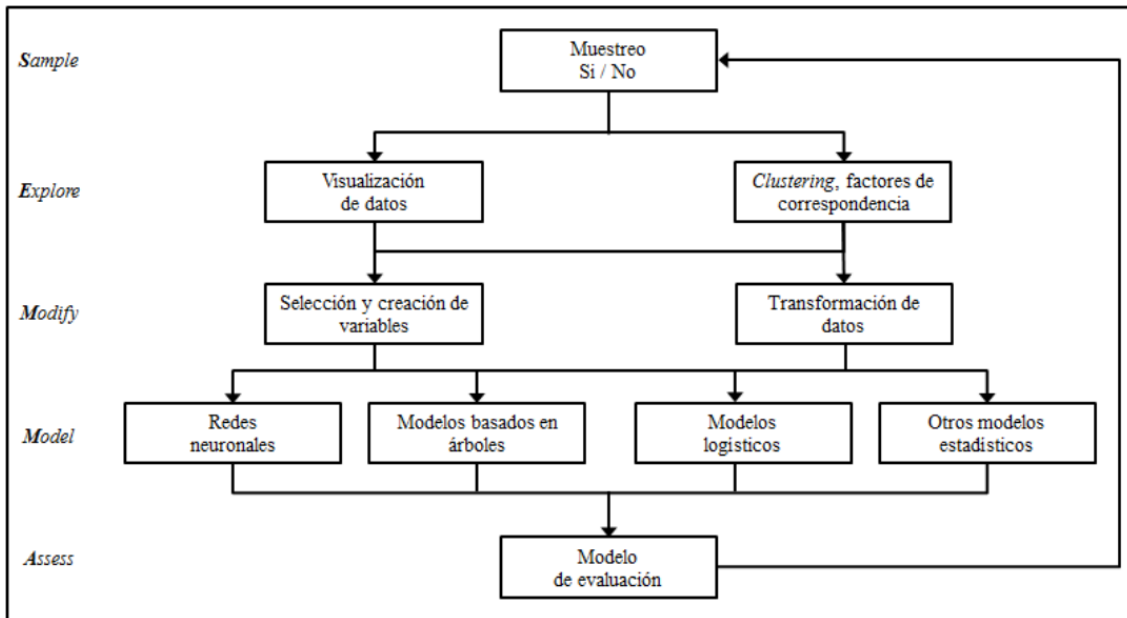 Sample
Muestreo
Si / No
Explore
Visualización
de datos
Clustering, factores de
correspondencia
Modify
Selección y creación de
variables
Transformación de
datos
Model
Redes
neuronales
Modelos basados en
árboles
Modelos
logísticos
Otros modelos
estadísticos
Assess
Modelo
de evaluación